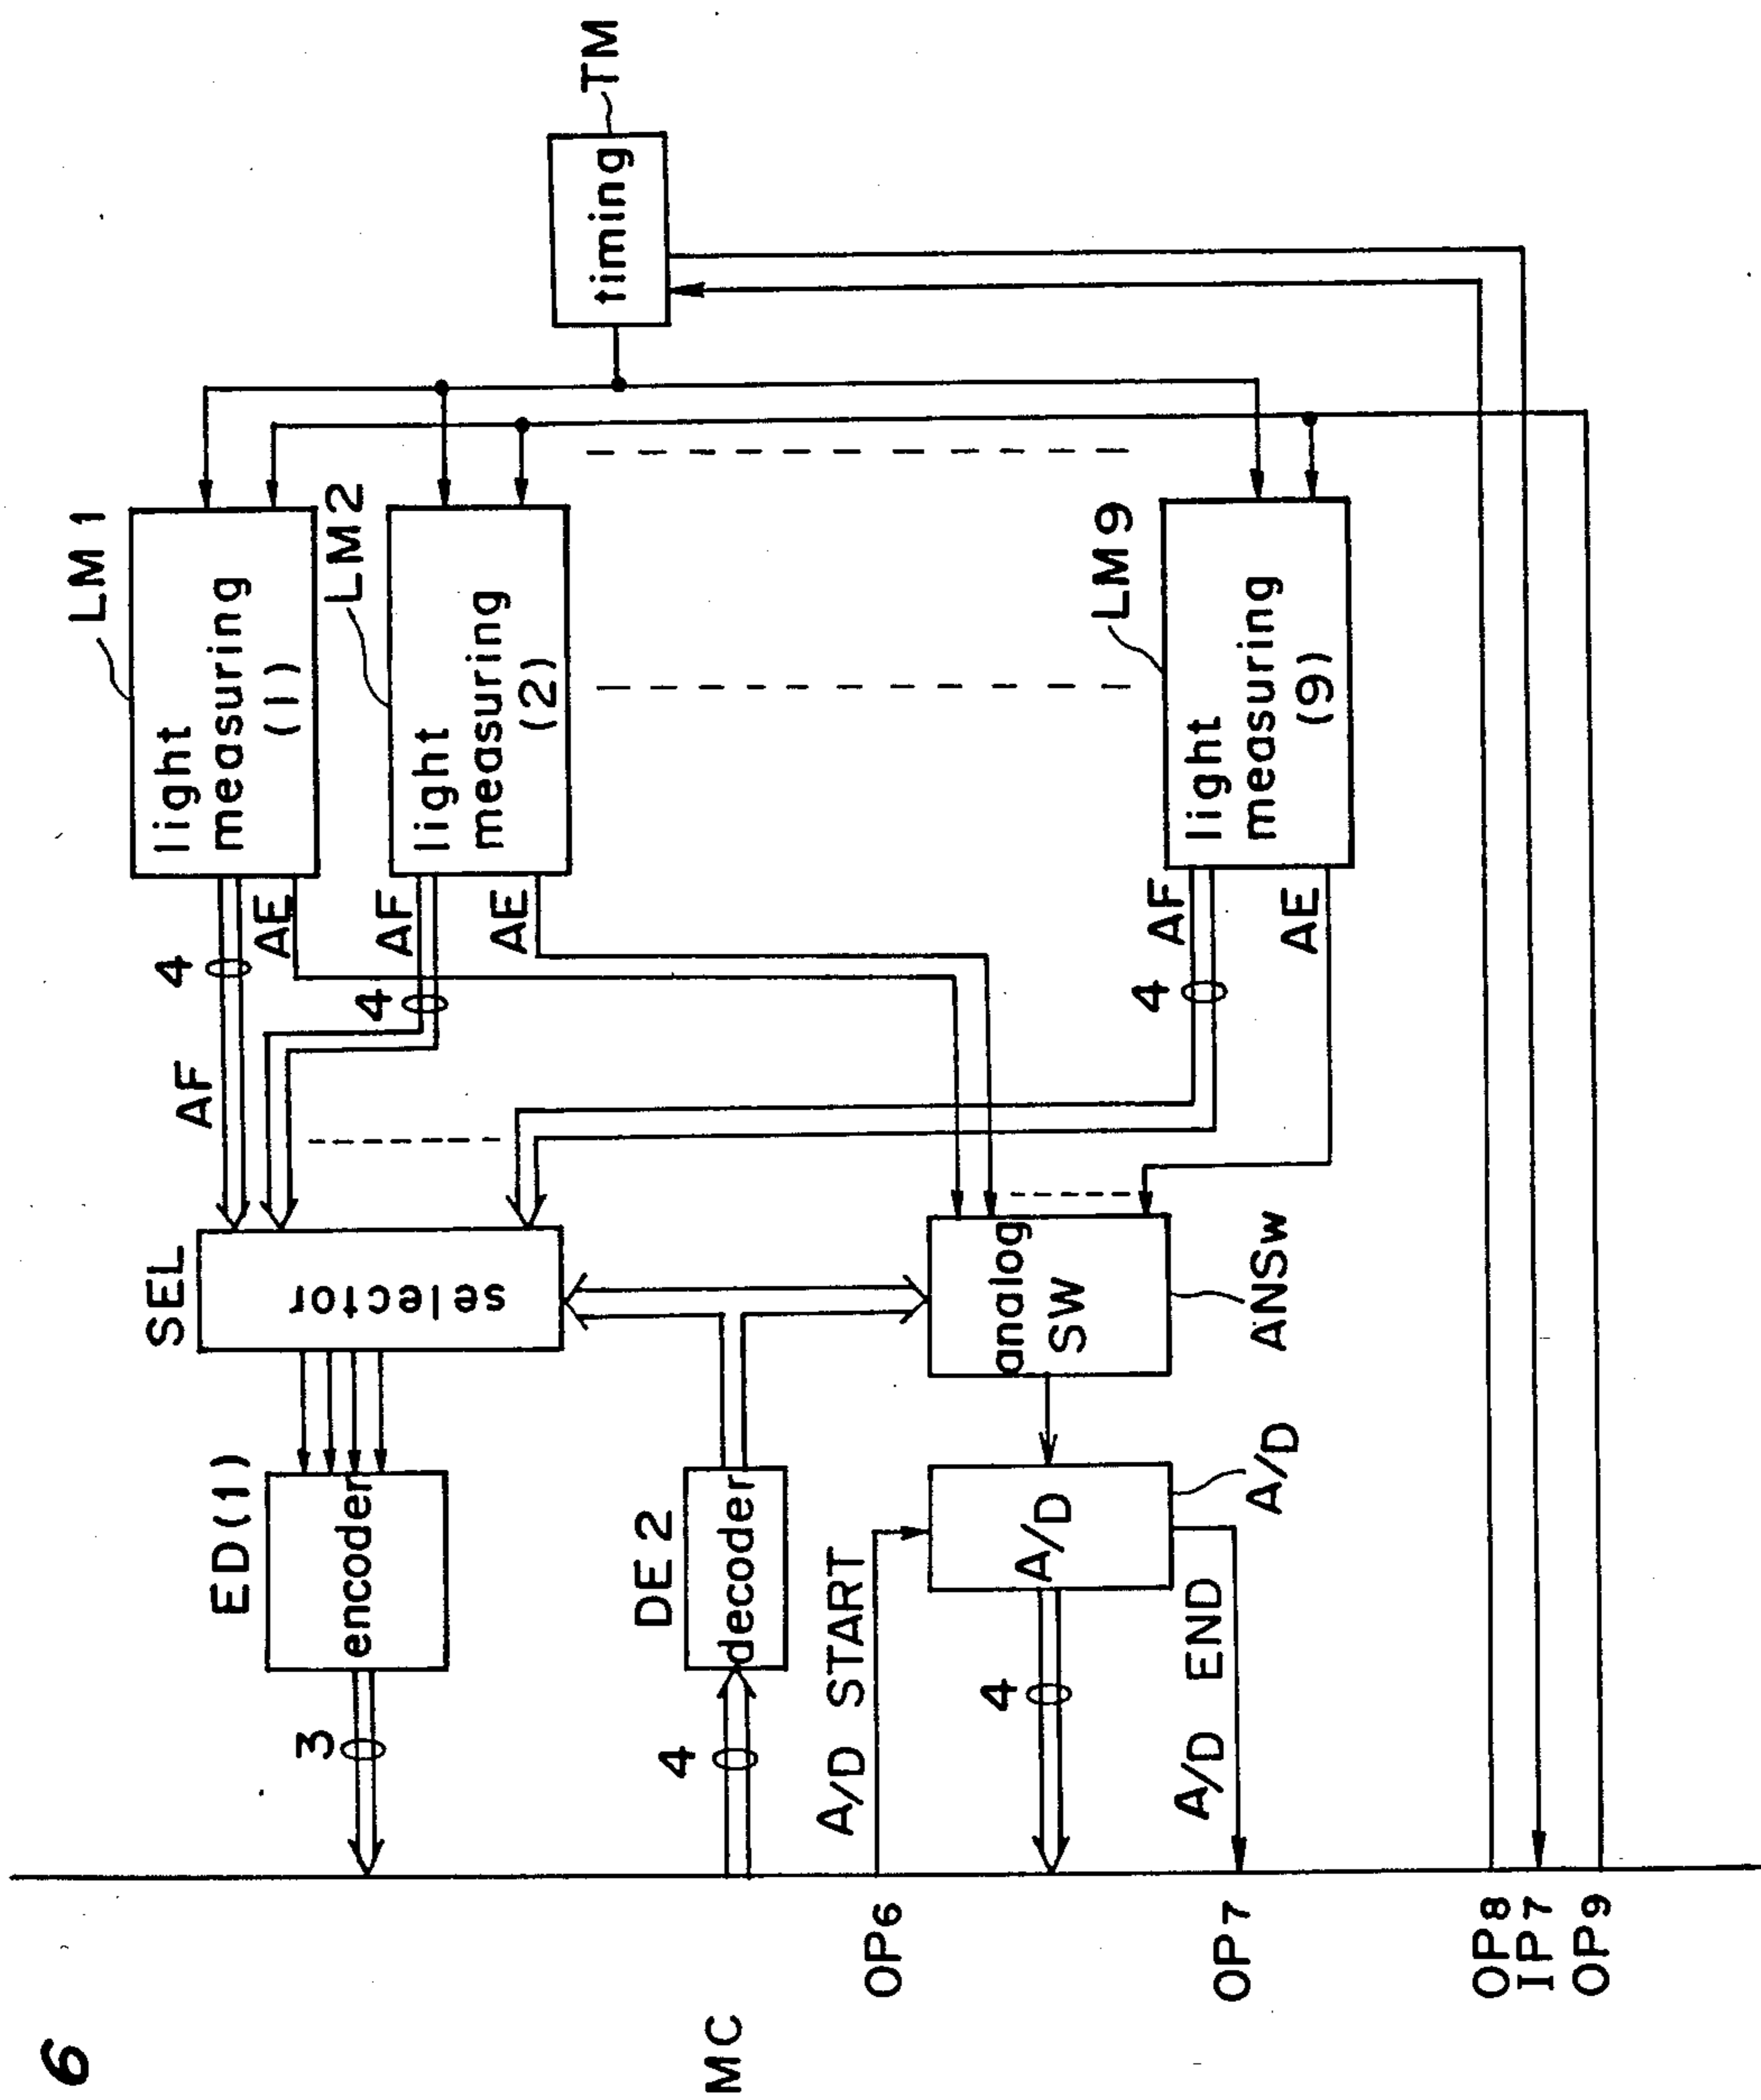 6
MC
ED(1)
encoder
3
SEL
selector
AF
4
AE
LM1
light
measuring
(1)
LM2
light
measuring
(2)
AF
4
AE
TM
timing
DE2
decoder
4
A/D START
OP6
A/D
A/D
4
A/D END
OP7
analog
SW
ANSw
LM9
light
measuring
(9)
AF
4
AE
OP8
IP7
OP9